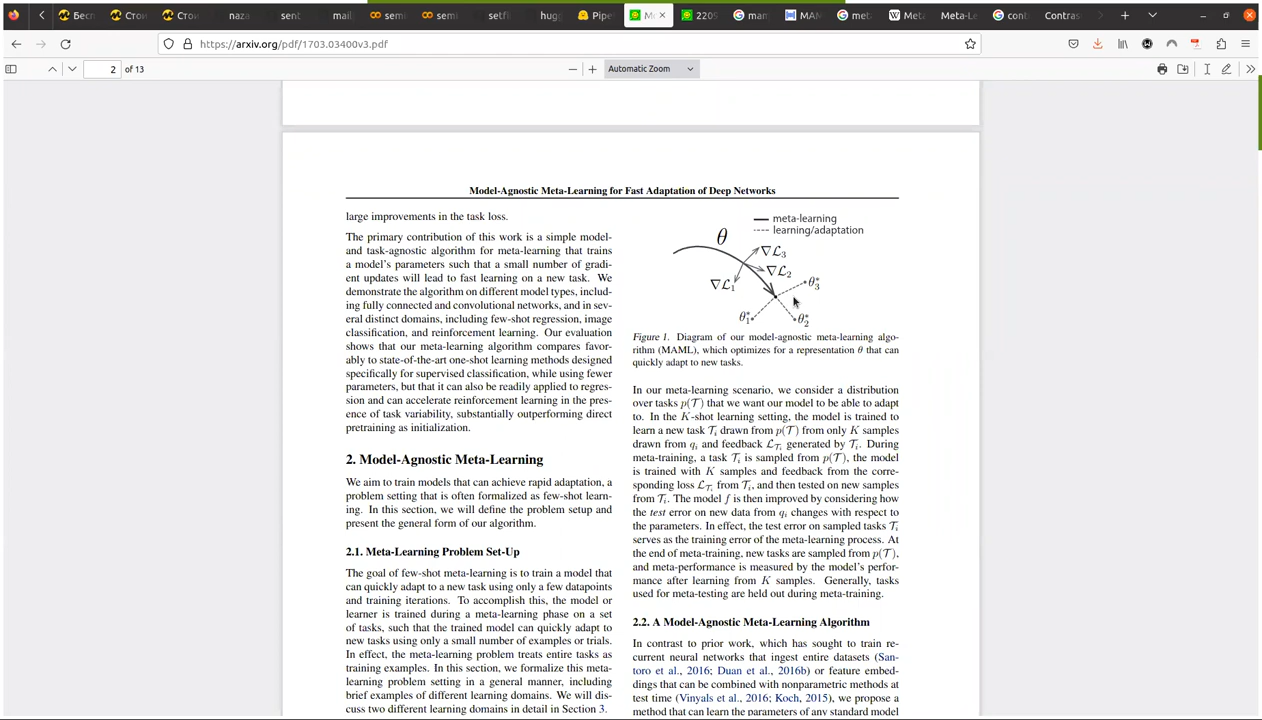 Бесп
Стои
Стои
naza
sent
mail
semi
semi
setfi
hugg
Pipe
Mo
2205
mam
MAM
meta
Meta
Meta-Le
cont
Contras
https://arxiv.org/pdf/1703.03400v3.pdf
2 of 13
Automatic Zoom
Model-Agnostic Meta-Learning for Fast Adaptation of Deep Networks
large improvements in the task loss.
The primary contribution of this work is a simple model-
and task-agnostic algorithm for meta-learning that trains
a model's parameters such that a small number of gradi-
ent updates will lead to fast learning on a new task. We
demonstrate the algorithm on different model types, includ-
ing fully connected and convolutional networks, and in sev-
eral distinct domains, including few-shot regression, image
classification, and reinforcement learning. Our evaluation
shows that our meta-learning algorithm compares favor-
ably to state-of-the-art one-shot learning methods designed
specifically for supervised classification, while using fewer
parameters, but that it can also be readily applied to regres-
sion and can accelerate reinforcement learning in the pres-
ence of task variability, substantially outperforming direct
pretraining as initialization.
2. Model-Agnostic Meta-Learning
We aim to train models that can achieve rapid adaptation, a
problem setting that is often formalized as few-shot learn-
ing. In this section, we will define the problem setup and
present the general form of our algorithm.
2.1. Meta-Learning Problem Set-Up
The goal of few-shot meta-learning is to train a model that
can quickly adapt to a new task using only a few datapoints
and training iterations. To accomplish this, the model or
learner is trained during a meta-learning phase on a set
of tasks, such that the trained model can quickly adapt to
new tasks using only a small number of examples or trials.
In effect, the meta-learning problem treats entire tasks as
training examples. In this section, we formalize this meta-
learning problem setting in a general manner, including
brief examples of different learning domains. We will dis-
cuss two different learning domains in detail in Section 3.
meta-learning
learning/adaptation
θ
∇L₃
∇L₂
∇L₁
θ₃*
θ₁*
θ₂*
Figure 1. Diagram of our model-agnostic meta-learning algo-
rithm (MAML), which optimizes for a representation θ that can
quickly adapt to new tasks.
In our meta-learning scenario, we consider a distribution
over tasks p(T) that we want our model to be able to adapt
to. In the K-shot learning setting, the model is trained to
learn a new task Tᵢ drawn from p(T) from only K samples
drawn from qᵢ and feedback L_Tᵢ generated by Tᵢ. During
meta-training, a task Tᵢ is sampled from p(T), the model
is trained with K samples and feedback from the corre-
sponding loss L_Tᵢ from Tᵢ, and then tested on new samples
from Tᵢ. The model f is then improved by considering how
the test error on new data from qᵢ changes with respect to
the parameters. In effect, the test error on sampled tasks Tᵢ
serves as the training error of the meta-learning process. At
the end of meta-training, new tasks are sampled from p(T),
and meta-performance is measured by the model's perfor-
mance after learning from K samples. Generally, tasks
used for meta-testing are held out during meta-training.
2.2. A Model-Agnostic Meta-Learning Algorithm
In contrast to prior work, which has sought to train re-
current neural networks that ingest entire datasets (San-
toro et al., 2016; Duan et al., 2016b) or feature embed-
dings that can be combined with nonparametric methods at
test time (Vinyals et al., 2016; Koch, 2015), we propose a
method that can learn the parameters of any standard model